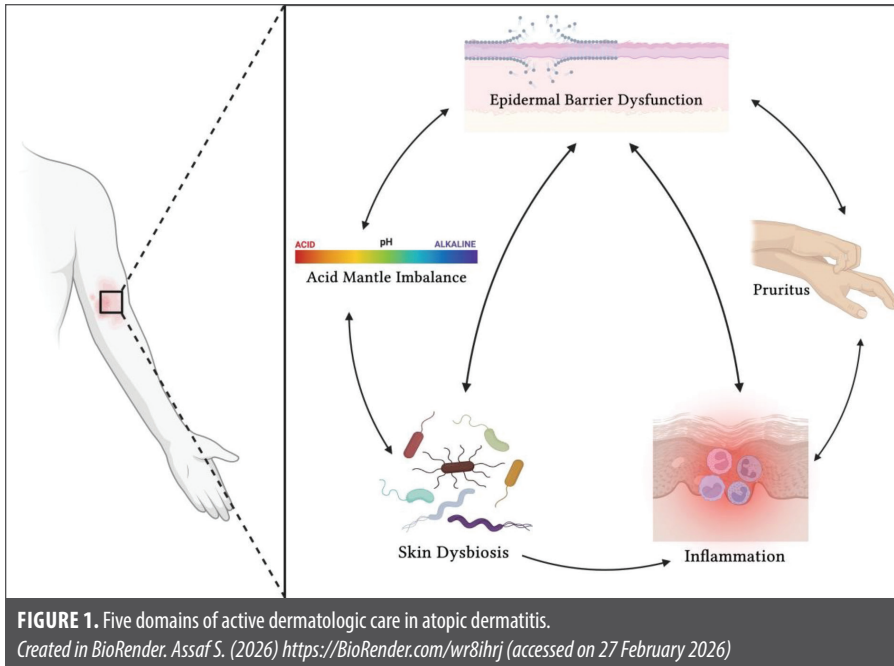 Epidermal Barrier Dysfunction
ACID
pH
ALKALINE
Acid Mantle Imbalance
Pruritus
Skin Dysbiosis
Inflammation
FIGURE 1. Five domains of active dermatologic care in atopic dermatitis.
Created in BioRender. Assaf S. (2026) https://BioRender.com/wr8ihrj (accessed on 27 February 2026)